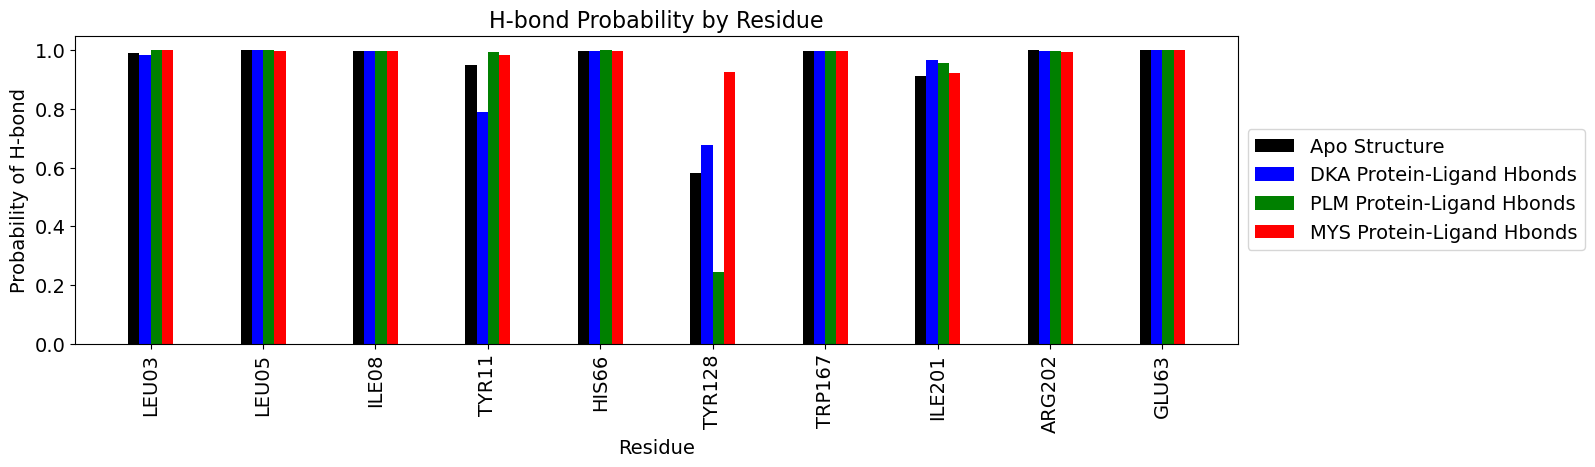 H-bond Probability by Residue
Probability of H-bond
1.0
0.8
0.6
0.4
0.2
0.0
LEU03
LEU05
ILE08
TYR11
HIS66
TYR128
TRP167
ILE201
ARG202
GLU63
Residue
Apo Structure
DKA Protein-Ligand Hbonds
PLM Protein-Ligand Hbonds
MYS Protein-Ligand Hbonds